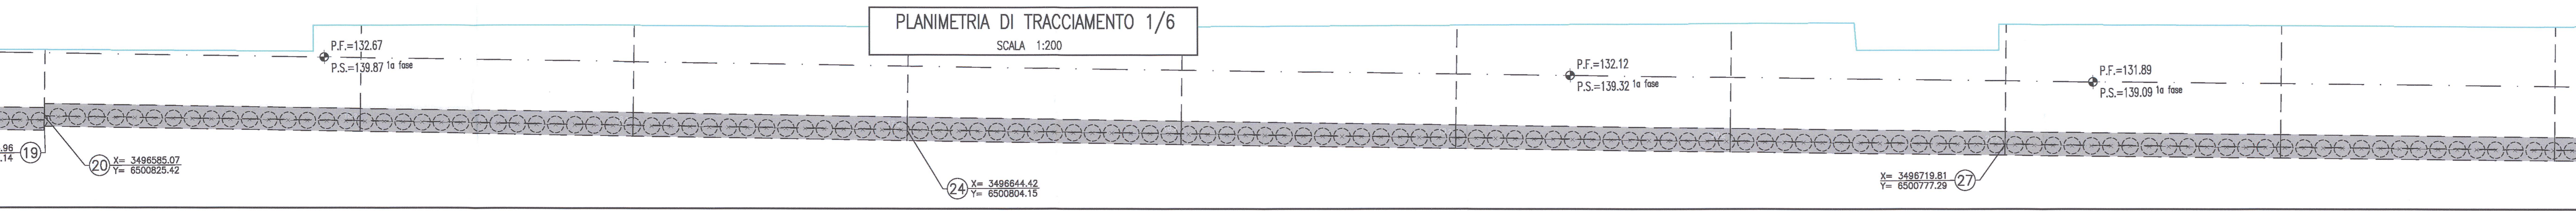 PLANIMETRIA DI TRACCIAMENTO 1/6
SCALA 1:200
P.F.=132.67
P.S.=139.87 1a fase
P.F.=132.12
P.S.=139.32 1a fase
P.F.=131.89
P.S.=139.09 1a fase
.96
.14
19
20
X= 3496585.07
Y= 6500825.42
24
X= 3496644.42
Y= 6500804.15
X= 3496719.81
Y= 6500777.29
27